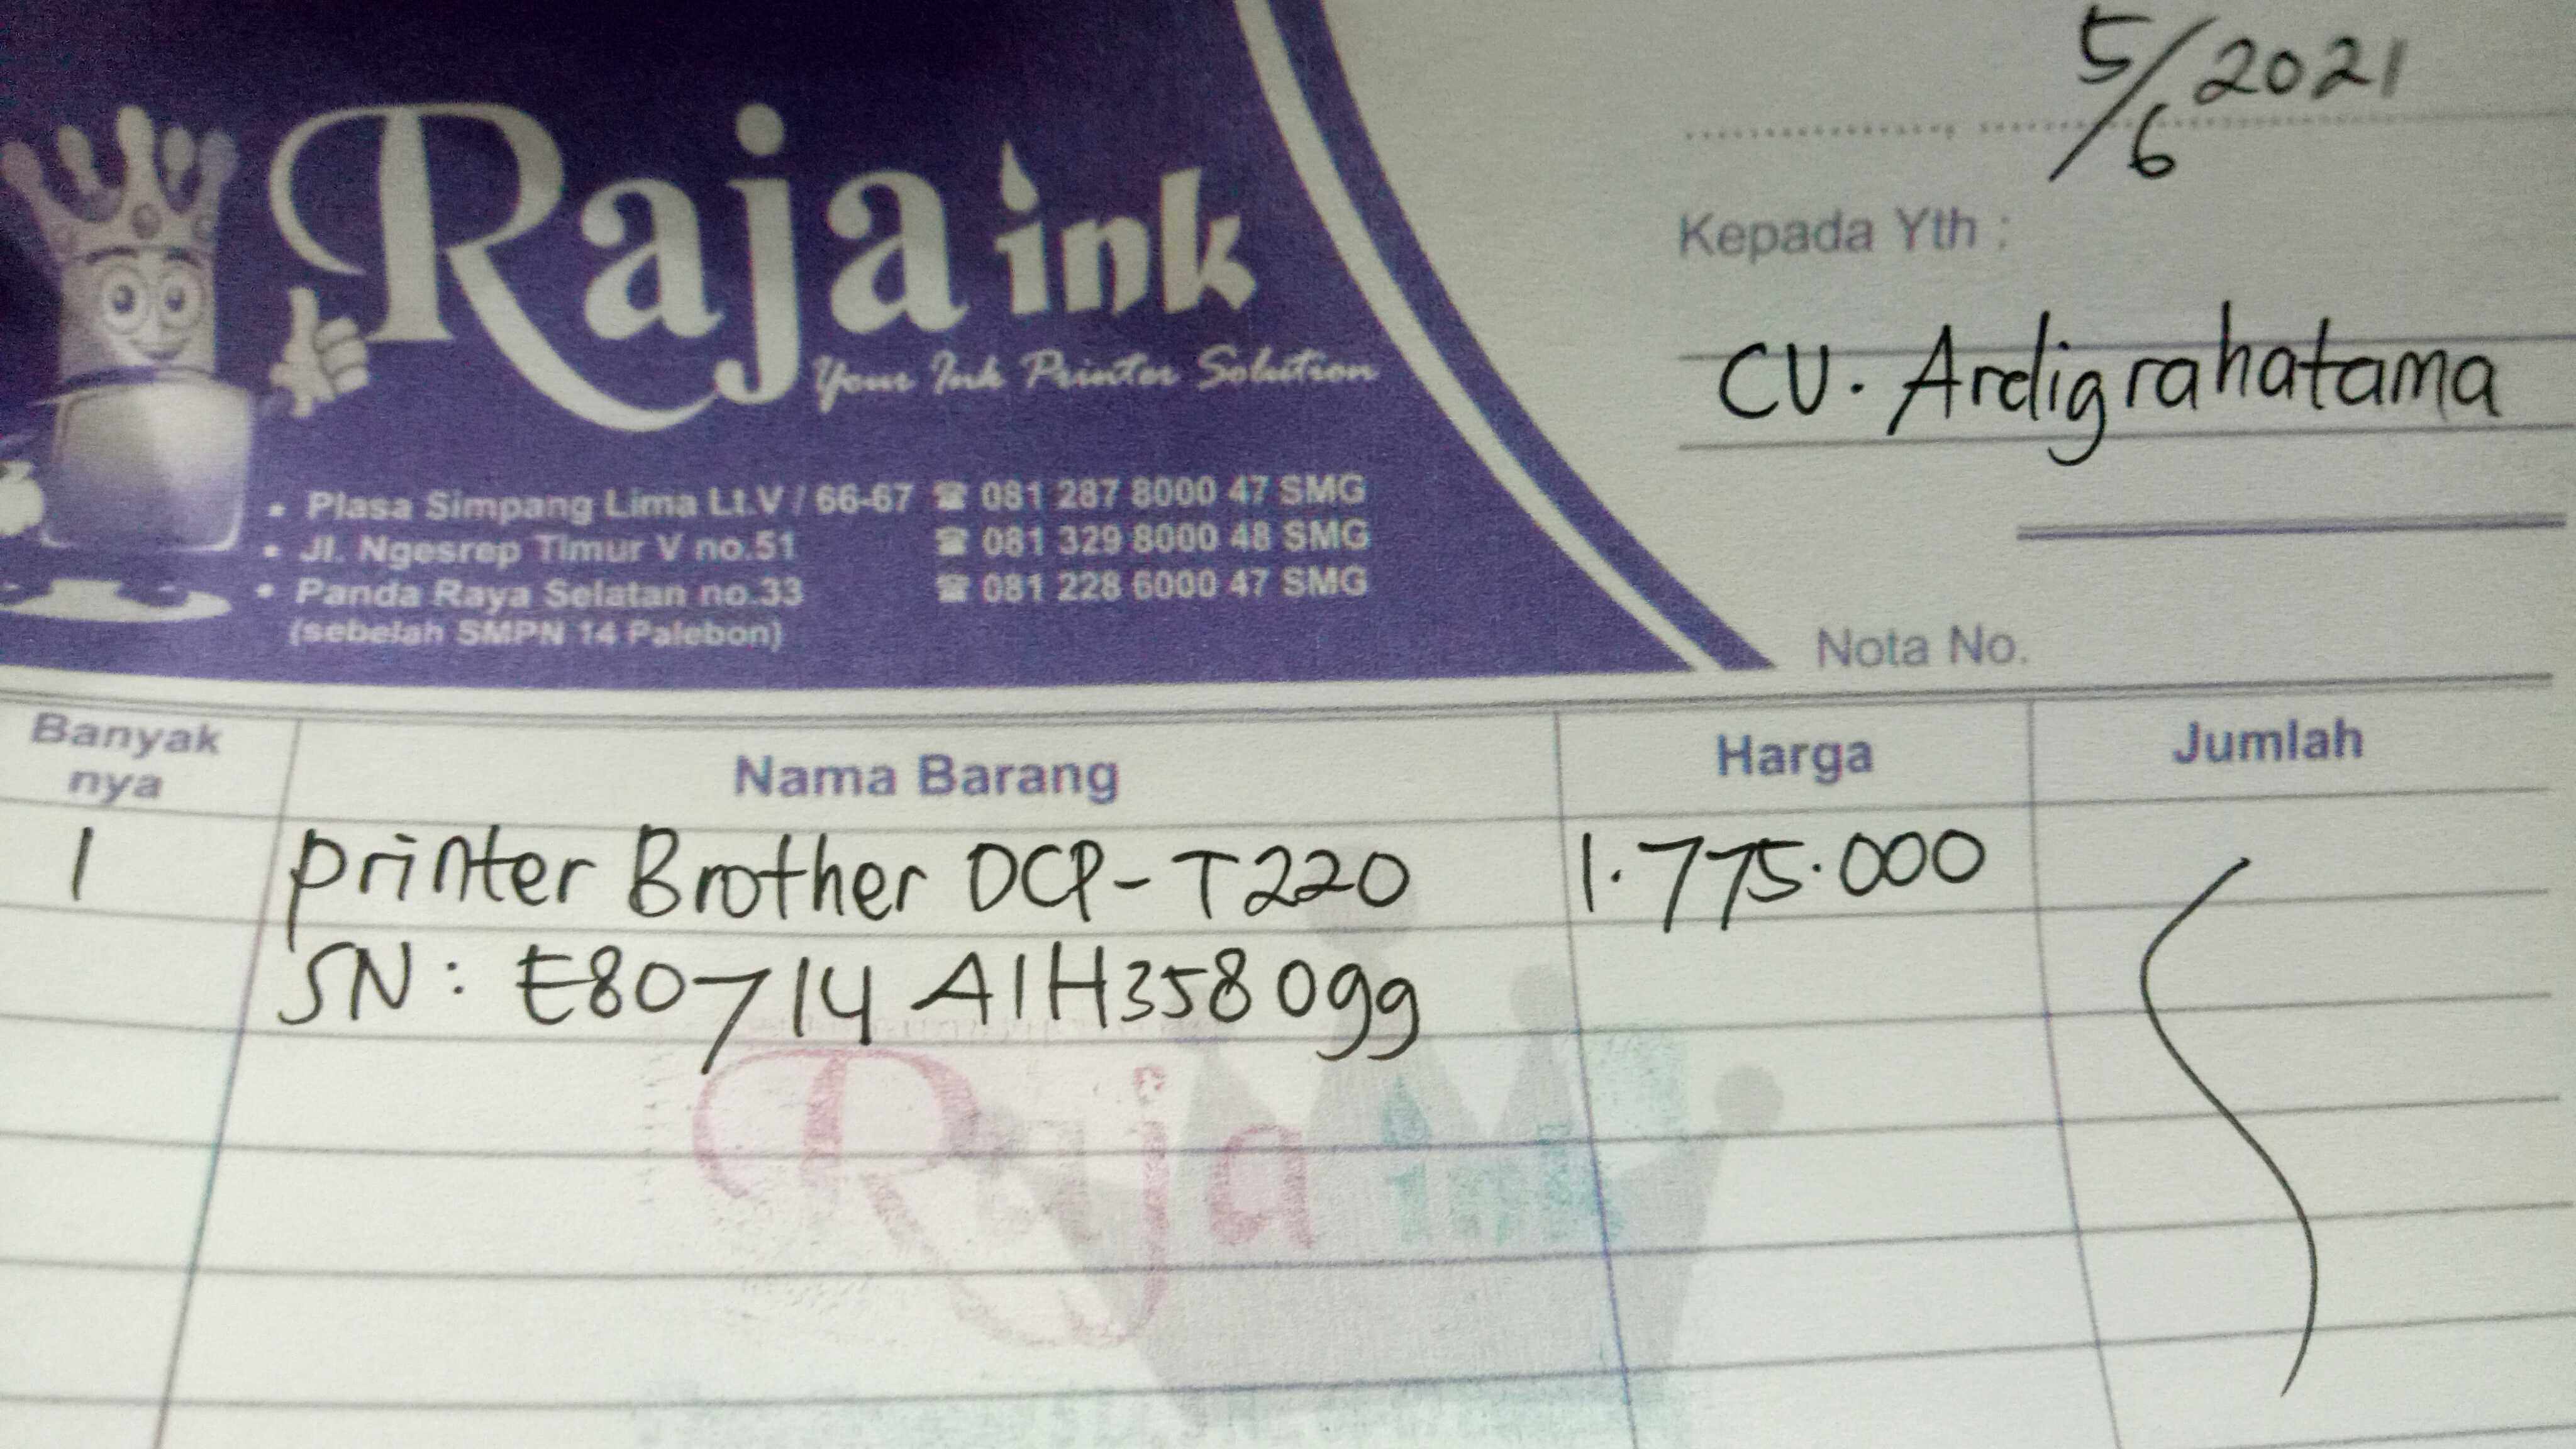 5/6 2021
Raja ink
Your Ink Printer Solution
Kepada Yth :
CV. Ardigrahatama
• Plasa Simpang Lima Lt.V / 66-67 ☎ 081 287 8000 47 SMG
• Jl. Ngesrep Timur V no.51 ☎ 081 329 8000 48 SMG
• Panda Raya Selatan no.33 ☎ 081 228 6000 47 SMG
(sebelah SMPN 14 Palebon)
Nota No.
Banyak nya Nama Barang Harga Jumlah
1 printer Brother DCP-T220 1.775.000
SN : E80714 A1H358099
Raja ink